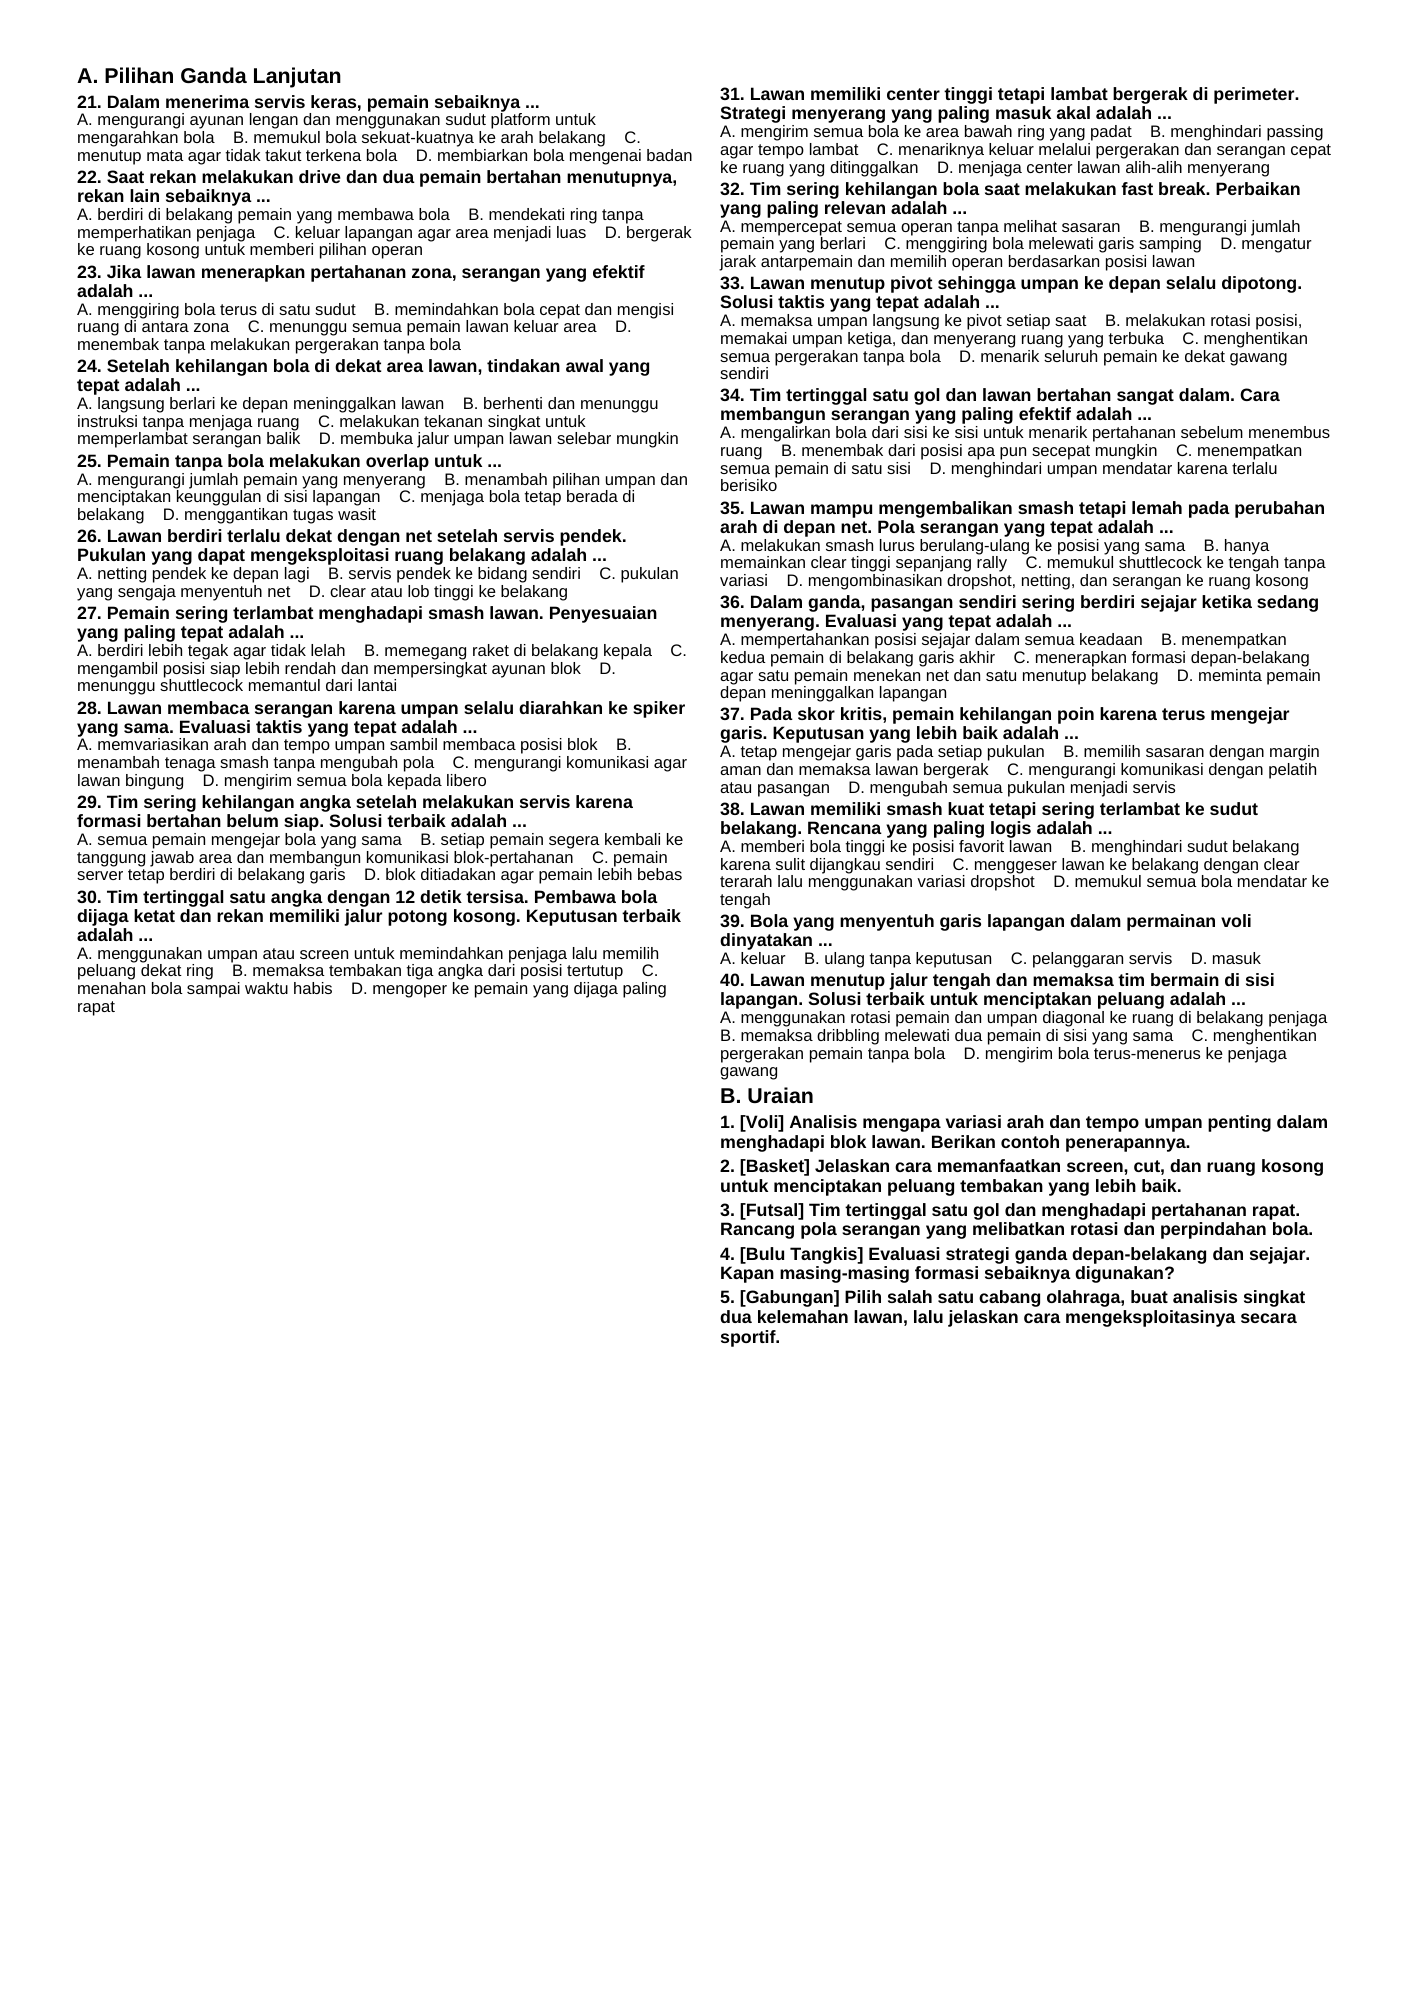 A. Pilihan Ganda Lanjutan
21. Dalam menerima servis keras, pemain sebaiknya ...
A. mengurangi ayunan lengan dan menggunakan sudut platform untuk
mengarahkan bola    B. memukul bola sekuat-kuatnya ke arah belakang    C.
menutup mata agar tidak takut terkena bola    D. membiarkan bola mengenai badan
22. Saat rekan melakukan drive dan dua pemain bertahan menutupnya,
rekan lain sebaiknya ...
A. berdiri di belakang pemain yang membawa bola    B. mendekati ring tanpa
memperhatikan penjaga    C. keluar lapangan agar area menjadi luas    D. bergerak
ke ruang kosong untuk memberi pilihan operan
23. Jika lawan menerapkan pertahanan zona, serangan yang efektif
adalah ...
A. menggiring bola terus di satu sudut    B. memindahkan bola cepat dan mengisi
ruang di antara zona    C. menunggu semua pemain lawan keluar area    D.
menembak tanpa melakukan pergerakan tanpa bola
24. Setelah kehilangan bola di dekat area lawan, tindakan awal yang
tepat adalah ...
A. langsung berlari ke depan meninggalkan lawan    B. berhenti dan menunggu
instruksi tanpa menjaga ruang    C. melakukan tekanan singkat untuk
memperlambat serangan balik    D. membuka jalur umpan lawan selebar mungkin
25. Pemain tanpa bola melakukan overlap untuk ...
A. mengurangi jumlah pemain yang menyerang    B. menambah pilihan umpan dan
menciptakan keunggulan di sisi lapangan    C. menjaga bola tetap berada di
belakang    D. menggantikan tugas wasit
26. Lawan berdiri terlalu dekat dengan net setelah servis pendek.
Pukulan yang dapat mengeksploitasi ruang belakang adalah ...
A. netting pendek ke depan lagi    B. servis pendek ke bidang sendiri    C. pukulan
yang sengaja menyentuh net    D. clear atau lob tinggi ke belakang
27. Pemain sering terlambat menghadapi smash lawan. Penyesuaian
yang paling tepat adalah ...
A. berdiri lebih tegak agar tidak lelah    B. memegang raket di belakang kepala    C.
mengambil posisi siap lebih rendah dan mempersingkat ayunan blok    D.
menunggu shuttlecock memantul dari lantai
28. Lawan membaca serangan karena umpan selalu diarahkan ke spiker
yang sama. Evaluasi taktis yang tepat adalah ...
A. memvariasikan arah dan tempo umpan sambil membaca posisi blok    B.
menambah tenaga smash tanpa mengubah pola    C. mengurangi komunikasi agar
lawan bingung    D. mengirim semua bola kepada libero
29. Tim sering kehilangan angka setelah melakukan servis karena
formasi bertahan belum siap. Solusi terbaik adalah ...
A. semua pemain mengejar bola yang sama    B. setiap pemain segera kembali ke
tanggung jawab area dan membangun komunikasi blok-pertahanan    C. pemain
server tetap berdiri di belakang garis    D. blok ditiadakan agar pemain lebih bebas
30. Tim tertinggal satu angka dengan 12 detik tersisa. Pembawa bola
dijaga ketat dan rekan memiliki jalur potong kosong. Keputusan terbaik
adalah ...
A. menggunakan umpan atau screen untuk memindahkan penjaga lalu memilih
peluang dekat ring    B. memaksa tembakan tiga angka dari posisi tertutup    C.
menahan bola sampai waktu habis    D. mengoper ke pemain yang dijaga paling
rapat
31. Lawan memiliki center tinggi tetapi lambat bergerak di perimeter.
Strategi menyerang yang paling masuk akal adalah ...
A. mengirim semua bola ke area bawah ring yang padat    B. menghindari passing
agar tempo lambat    C. menariknya keluar melalui pergerakan dan serangan cepat
ke ruang yang ditinggalkan    D. menjaga center lawan alih-alih menyerang
32. Tim sering kehilangan bola saat melakukan fast break. Perbaikan
yang paling relevan adalah ...
A. mempercepat semua operan tanpa melihat sasaran    B. mengurangi jumlah
pemain yang berlari    C. menggiring bola melewati garis samping    D. mengatur
jarak antarpemain dan memilih operan berdasarkan posisi lawan
33. Lawan menutup pivot sehingga umpan ke depan selalu dipotong.
Solusi taktis yang tepat adalah ...
A. memaksa umpan langsung ke pivot setiap saat    B. melakukan rotasi posisi,
memakai umpan ketiga, dan menyerang ruang yang terbuka    C. menghentikan
semua pergerakan tanpa bola    D. menarik seluruh pemain ke dekat gawang
sendiri
34. Tim tertinggal satu gol dan lawan bertahan sangat dalam. Cara
membangun serangan yang paling efektif adalah ...
A. mengalirkan bola dari sisi ke sisi untuk menarik pertahanan sebelum menembus
ruang    B. menembak dari posisi apa pun secepat mungkin    C. menempatkan
semua pemain di satu sisi    D. menghindari umpan mendatar karena terlalu
berisiko
35. Lawan mampu mengembalikan smash tetapi lemah pada perubahan
arah di depan net. Pola serangan yang tepat adalah ...
A. melakukan smash lurus berulang-ulang ke posisi yang sama    B. hanya
memainkan clear tinggi sepanjang rally    C. memukul shuttlecock ke tengah tanpa
variasi    D. mengombinasikan dropshot, netting, dan serangan ke ruang kosong
36. Dalam ganda, pasangan sendiri sering berdiri sejajar ketika sedang
menyerang. Evaluasi yang tepat adalah ...
A. mempertahankan posisi sejajar dalam semua keadaan    B. menempatkan
kedua pemain di belakang garis akhir    C. menerapkan formasi depan-belakang
agar satu pemain menekan net dan satu menutup belakang    D. meminta pemain
depan meninggalkan lapangan
37. Pada skor kritis, pemain kehilangan poin karena terus mengejar
garis. Keputusan yang lebih baik adalah ...
A. tetap mengejar garis pada setiap pukulan    B. memilih sasaran dengan margin
aman dan memaksa lawan bergerak    C. mengurangi komunikasi dengan pelatih
atau pasangan    D. mengubah semua pukulan menjadi servis
38. Lawan memiliki smash kuat tetapi sering terlambat ke sudut
belakang. Rencana yang paling logis adalah ...
A. memberi bola tinggi ke posisi favorit lawan    B. menghindari sudut belakang
karena sulit dijangkau sendiri    C. menggeser lawan ke belakang dengan clear
terarah lalu menggunakan variasi dropshot    D. memukul semua bola mendatar ke
tengah
39. Bola yang menyentuh garis lapangan dalam permainan voli
dinyatakan ...
A. keluar    B. ulang tanpa keputusan    C. pelanggaran servis    D. masuk
40. Lawan menutup jalur tengah dan memaksa tim bermain di sisi
lapangan. Solusi terbaik untuk menciptakan peluang adalah ...
A. menggunakan rotasi pemain dan umpan diagonal ke ruang di belakang penjaga
B. memaksa dribbling melewati dua pemain di sisi yang sama    C. menghentikan
pergerakan pemain tanpa bola    D. mengirim bola terus-menerus ke penjaga
gawang
B. Uraian
1. [Voli] Analisis mengapa variasi arah dan tempo umpan penting dalam
menghadapi blok lawan. Berikan contoh penerapannya.
2. [Basket] Jelaskan cara memanfaatkan screen, cut, dan ruang kosong
untuk menciptakan peluang tembakan yang lebih baik.
3. [Futsal] Tim tertinggal satu gol dan menghadapi pertahanan rapat.
Rancang pola serangan yang melibatkan rotasi dan perpindahan bola.
4. [Bulu Tangkis] Evaluasi strategi ganda depan-belakang dan sejajar.
Kapan masing-masing formasi sebaiknya digunakan?
5. [Gabungan] Pilih salah satu cabang olahraga, buat analisis singkat
dua kelemahan lawan, lalu jelaskan cara mengeksploitasinya secara
sportif.